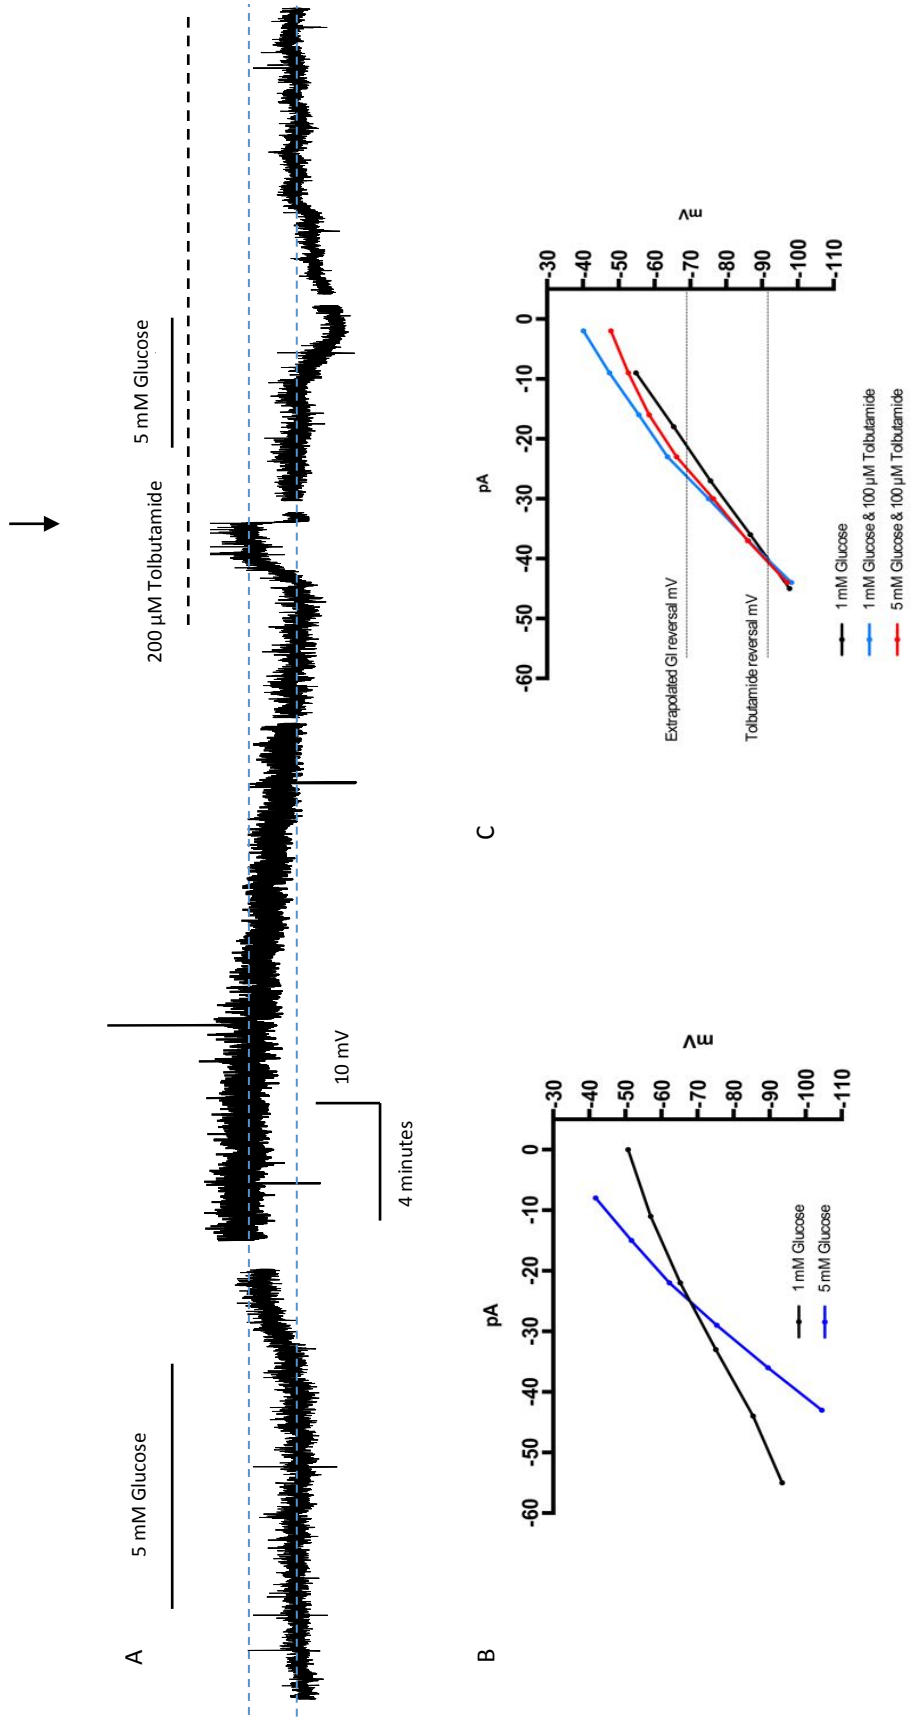 A
5 mM Glucose
200 µM Tolbutamide
5 mM Glucose
10 mV
4 minutes
B
pA
-60
-50
-40
-30
-20
-10
0
-30
-40
-50
-60
-70
-80
-90
-100
-110
mV
1 mM Glucose
5 mM Glucose
C
pA
-60
-50
-40
-30
-20
-10
0
-30
-40
-50
-60
-70
-80
-90
-100
-110
mV
Extrapolated GI reversal mV
Tolbutamide reversal mV
1 mM Glucose
1 mM Glucose & 100 µM Tolbutamide
5 mM Glucose & 100 µM Tolbutamide